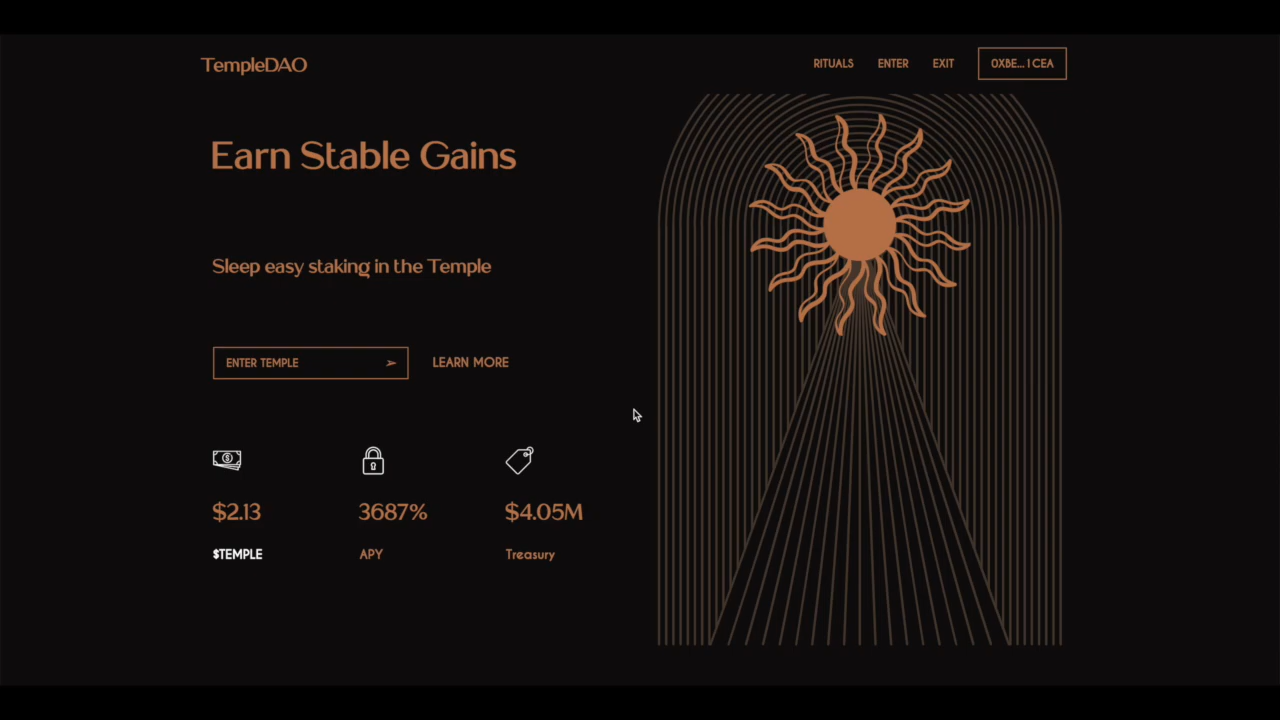 TempleDAO
RITUALS
ENTER
EXIT
0XBE... 1CEA
Earn Stable Gains
Sleep easy staking in the Temple
ENTER TEMPLE ➢
LEARN MORE
$2.13
3687%
$4.05M
$TEMPLE
APY
Treasury